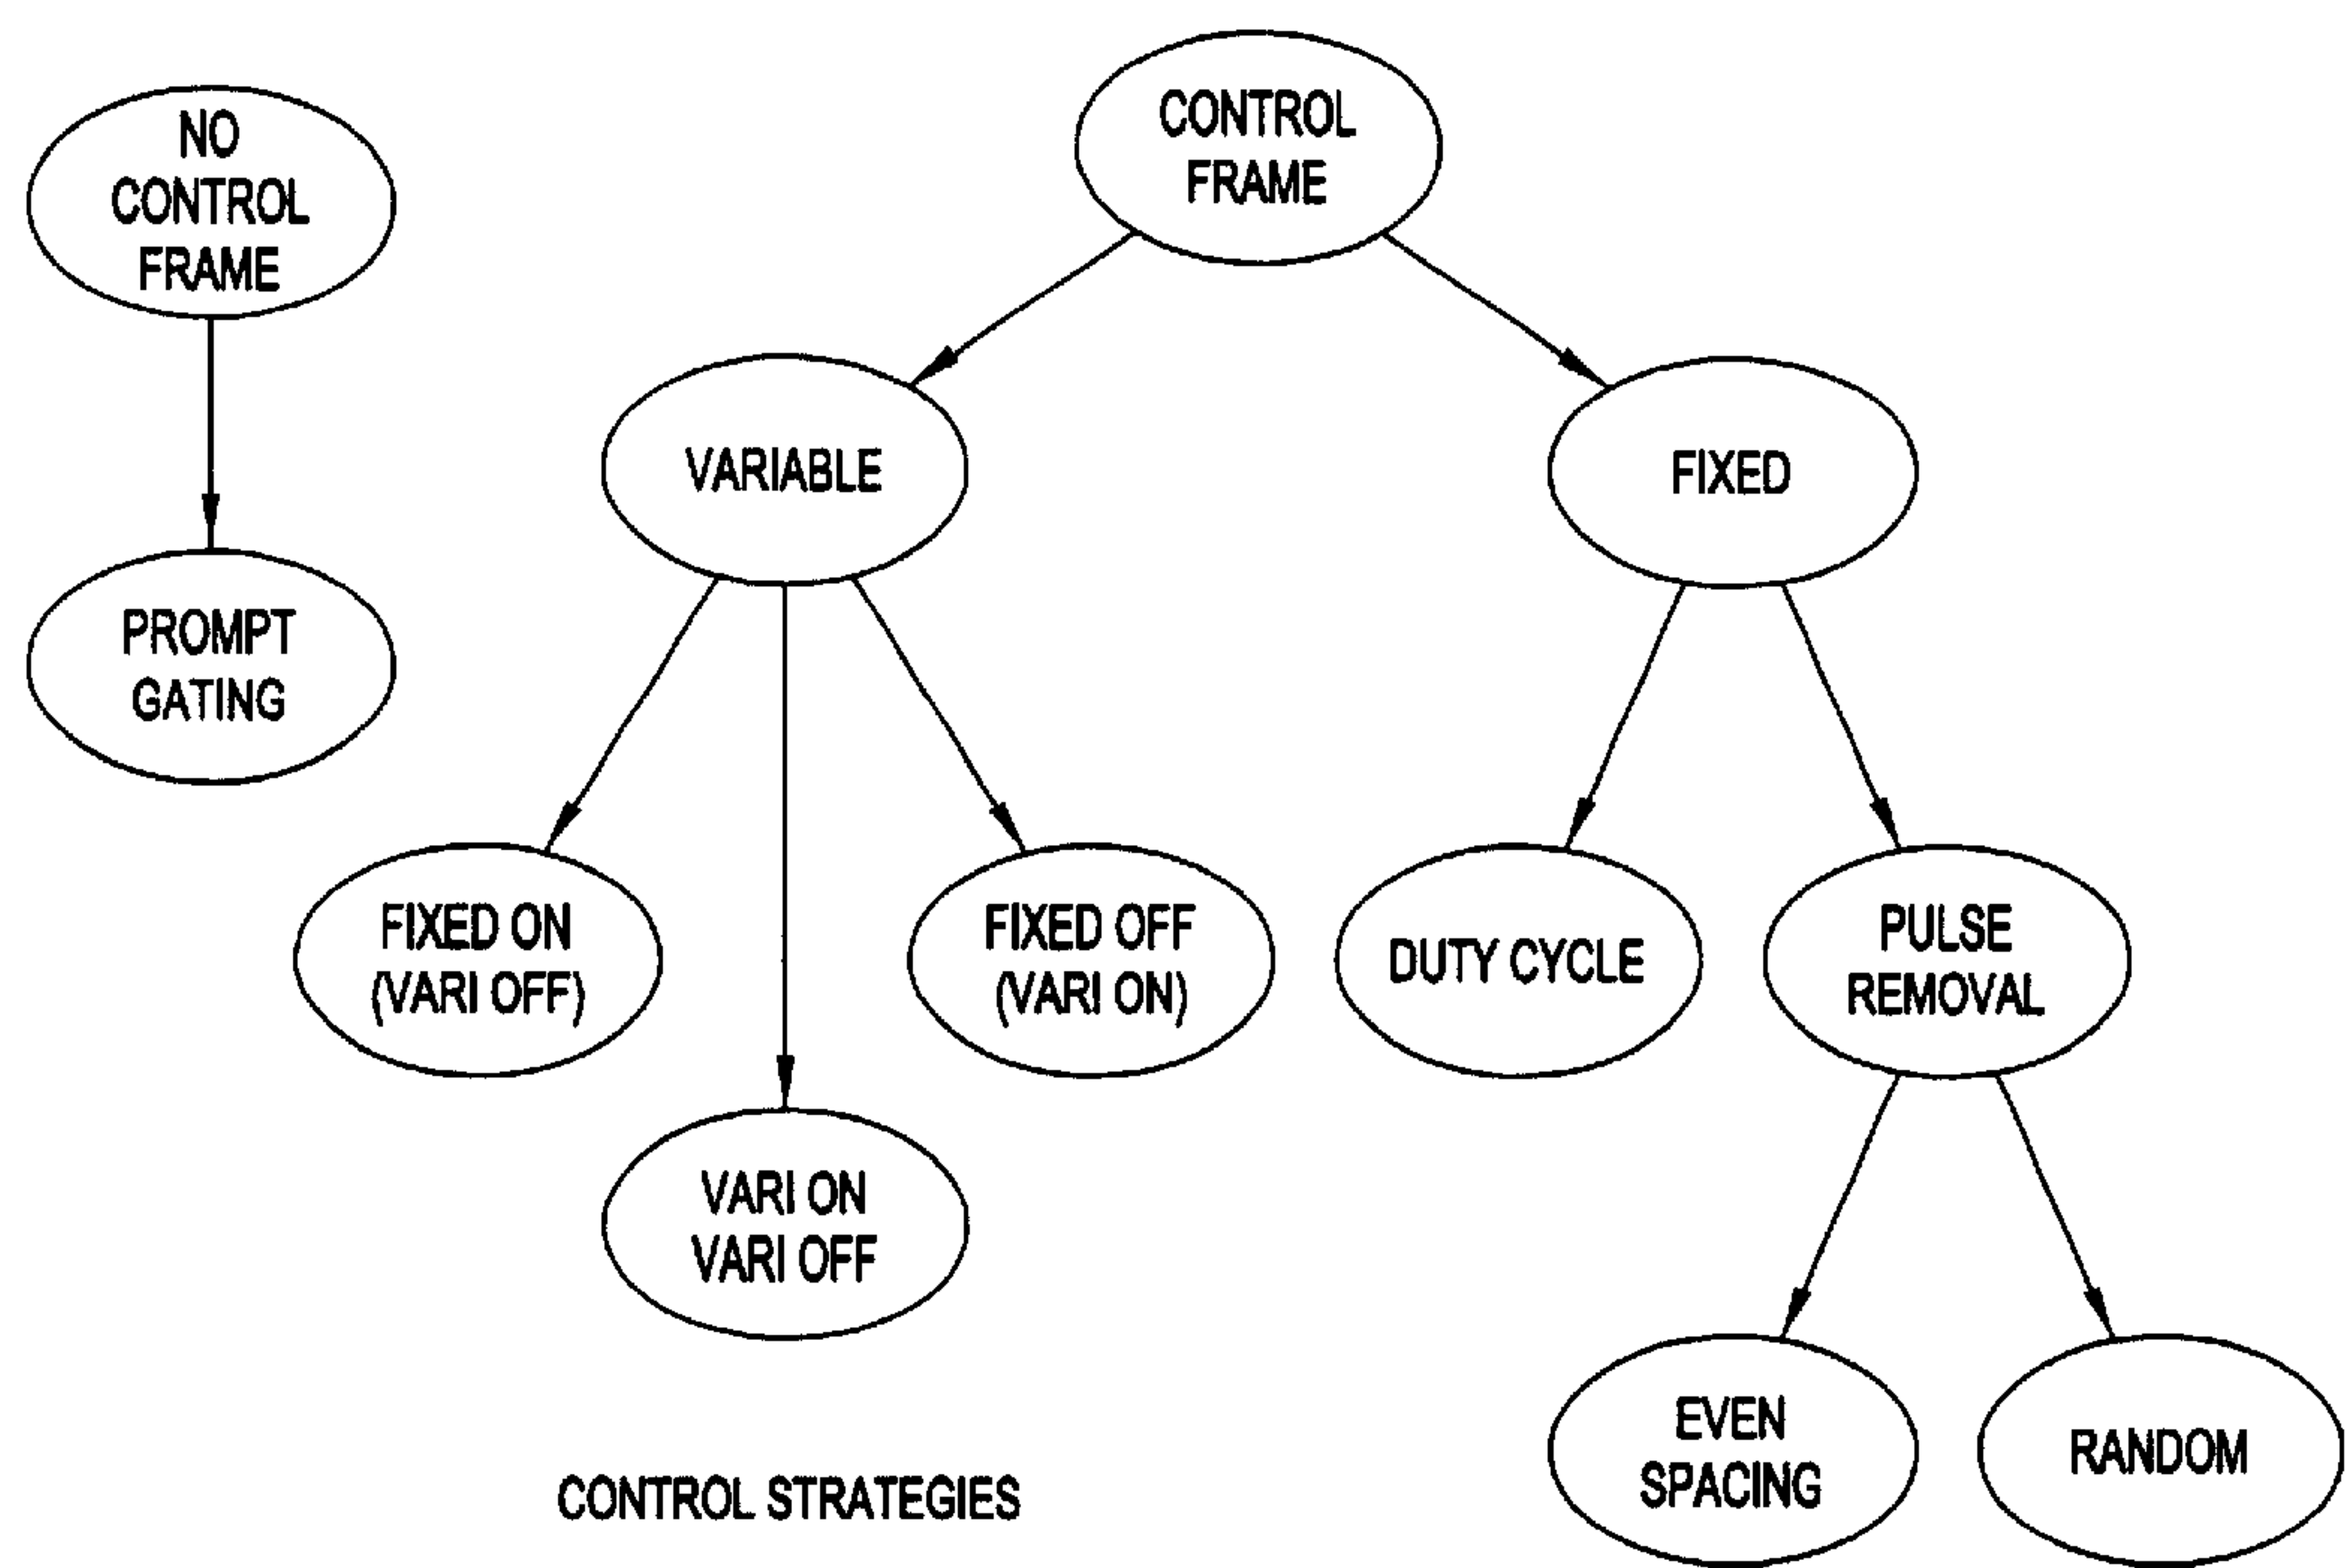 NO
CONTROL
FRAME
CONTROL
FRAME
VARIABLE
FIXED
PROMPT
GATING
FIXED ON
(VARI OFF)
FIXED OFF
(VARI ON)
DUTY CYCLE
PULSE
REMOVAL
VARI ON
VARI OFF
EVEN
SPACING
RANDOM
CONTROL STRATEGIES